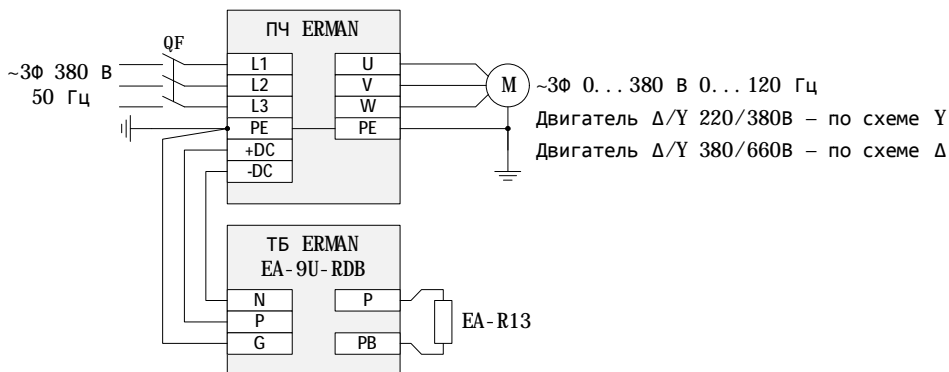 ПЧ ERMAN
QF
~3Ф 380 В
50 Гц
L1
L2
L3
PE
+DC
-DC
U
V
W
PE
M
~3Ф 0...380 В 0...120 Гц
Двигатель Δ/Y 220/380В – по схеме Y
Двигатель Δ/Y 380/660В – по схеме Δ
ТБ ERMAN
EA-9U-RDB
N
P
G
P
PB
EA-R13